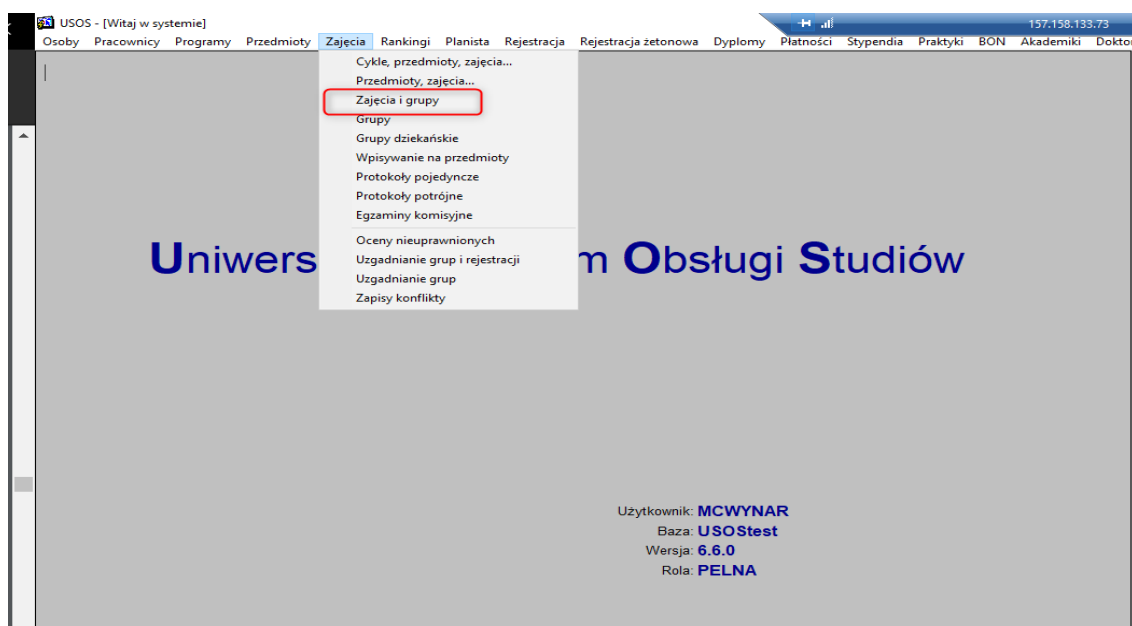 USOS - [Witaj w systemie]
157.158.133.73
Osoby Pracownicy Programy Przedmioty Zajęcia Rankingi Planista Rejestracja Rejestracja żetonowa Dyplomy Płatności Stypendia Praktyki BON Akademiki Dokto
Cykle, przedmioty, zajęcia...
Przedmioty, zajęcia...
Zajęcia i grupy
Grupy
Grupy dziekańskie
Wpisywanie na przedmioty
Protokoły pojedyncze
Protokoły potrójne
Egzaminy komisyjne
Oceny nieuprawnionych
Uzgadnianie grup i rejestracji
Uzgadnianie grup
Zapisy konflikty
Uniwers m Obsługi Studiów
Użytkownik: MCWYNAR
Baza: USOStest
Wersja: 6.6.0
Rola: PELNA